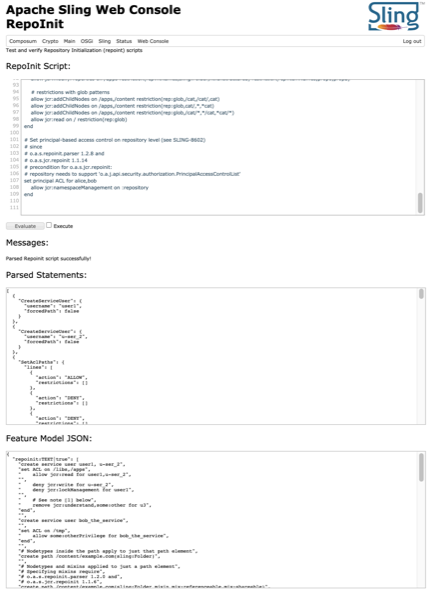 Apache Sling Web Console
RepoInit
Sling
Composum Crypto Main OSGi Sling Status Web Console Log out
Test and verify Repository Initialization (repoint) scripts
RepoInit Script:
93
94 # restrictions with glob patterns
95 allow jcr:addChildNodes on /apps,/content restriction(rep:glob,/cat,/cat/,cat)
96 allow jcr:addChildNodes on /apps,/content restriction(rep:glob,cat/,*,*cat)
97 allow jcr:addChildNodes on /apps,/content restriction(rep:glob,/cat/*,*/cat,*cat/*)
98 allow jcr:read on / restriction(rep:glob)
99 end
100
101 # Set principal-based access control on repository level (see SLING-8602)
102 # since
103 # o.a.s.repoinit.parser 1.2.8 and
104 # o.a.s.jcr.repoinit 1.1.14
105 # precondition for o.a.s.jcr.repoinit:
106 # repository needs to support 'o.a.j.api.security.authorization.PrincipalAccessControlList'
107 set principal ACL for alice,bob
108 allow jcr:namespaceManagement on :repository
109 end
110
111
Evaluate Execute
Messages:
Parsed Repoinit script successfully!
Parsed Statements:
[
{
"CreateServiceUser": {
"username": "user1",
"forcedPath": false
}
},
{
"CreateServiceUser": {
"username": "u-ser_2",
"forcedPath": false
}
},
{
"SetAclPaths": {
"lines": [
{
"action": "ALLOW",
"restrictions": []
},
{
"action": "DENY",
"restrictions": []
},
{
"action": "DENY",
"restrictions": []
Feature Model JSON:
{
"repoinit:TEXT|true": [
"create service user user1, u-ser_2",
"set ACL on /libs,/apps",
" allow jcr:read for user1,u-ser_2",
"",
" deny jcr:write for u-ser_2",
" deny jcr:lockManagement for user1",
"",
" # See note [1] below",
" remove jcr:understand,some:other for u3",
"end",
"",
"create service user bob_the_service",
"",
"set ACL on /tmp",
" allow some:otherPrivilege for bob_the_service",
"end",
"",
"# Nodetypes inside the path apply to just that path element",
"create path /content/example.com(sling:Folder)",
"",
"# Nodetypes and mixins applied to just a path element",
"# Specifying mixins require",
"# o.a.s.repoinit.parser 1.2.0 and",
"# o.a.s.jcr.repoinit 1.1.6",
"create path /content/example(sling:Folder mixin mix:referenceable,mix:shareable)",